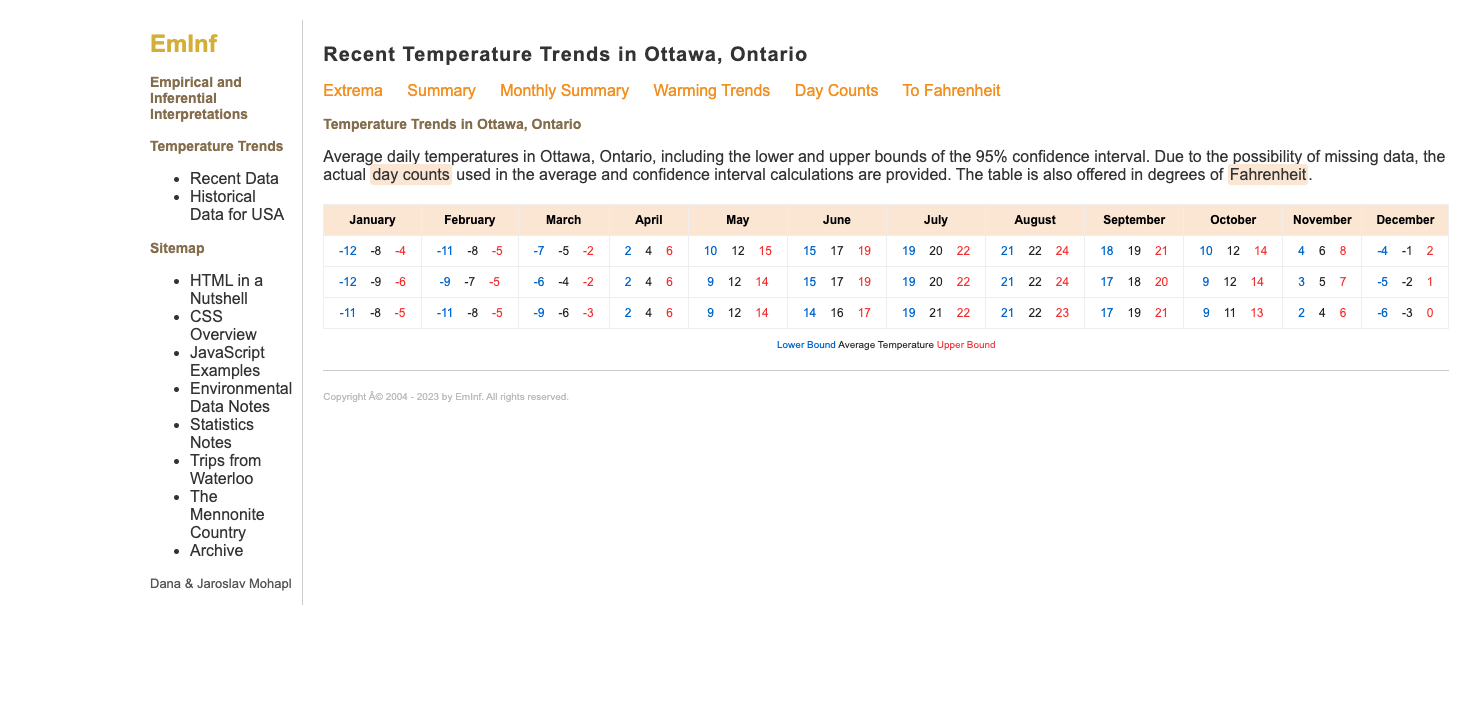 EmInf
Empirical and
Inferential
Interpretations
Temperature Trends
Recent Data
Historical
Data for USA
Sitemap
HTML in a
Nutshell
CSS
Overview
JavaScript
Examples
Environmental
Data Notes
Statistics
Notes
Trips from
Waterloo
The
Mennonite
Country
Archive
Dana & Jaroslav Mohapl
Recent Temperature Trends in Ottawa, Ontario
Extrema Summary Monthly Summary Warming Trends Day Counts To Fahrenheit
Temperature Trends in Ottawa, Ontario
Average daily temperatures in Ottawa, Ontario, including the lower and upper bounds of the 95% confidence interval. Due to the possibility of missing data, the
actual day counts used in the average and confidence interval calculations are provided. The table is also offered in degrees of Fahrenheit.
January February March April May June July August September October November December
-12 -8 -4 -11 -8 -5 -7 -5 -2 2 4 6 10 12 15 15 17 19 19 20 22 21 22 24 18 19 21 10 12 14 4 6 8 -4 -1 2
-12 -9 -6 -9 -7 -5 -6 -4 -2 2 4 6 9 12 14 15 17 19 19 20 22 21 22 24 17 18 20 9 12 14 3 5 7 -5 -2 1
-11 -8 -5 -11 -8 -5 -9 -6 -3 2 4 6 9 12 14 14 16 17 19 21 22 21 22 23 17 19 21 9 11 13 2 4 6 -6 -3 0
Lower Bound Average Temperature Upper Bound
Copyright Â© 2004 - 2023 by EmInf. All rights reserved.